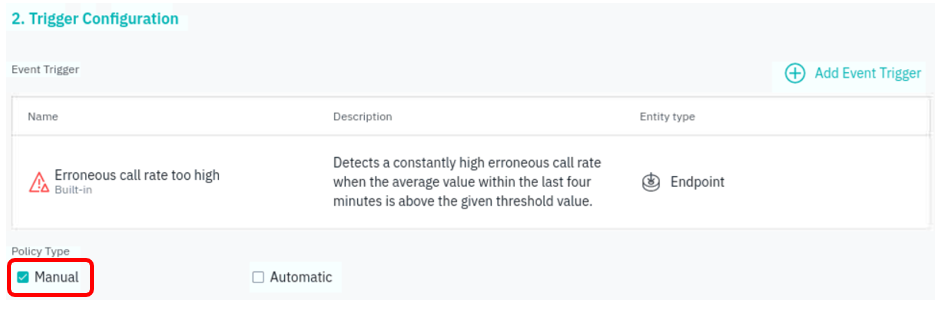 2. Trigger Configuration
Event Trigger
Add Event Trigger
Name Description Entity type
Erroneous call rate too high
Built-in
Detects a constantly high erroneous call rate
when the average value within the last four
minutes is above the given threshold value.
Endpoint
Policy Type
Manual Automatic